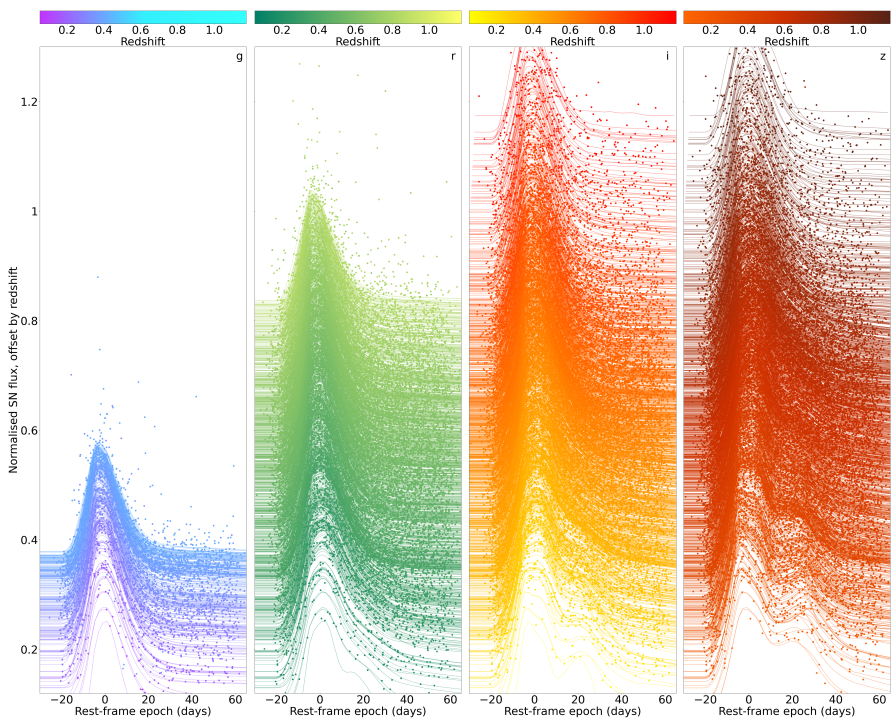 0.2 0.4 0.6 0.8 1.0
Redshift
0.2 0.4 0.6 0.8 1.0
Redshift
0.2 0.4 0.6 0.8 1.0
Redshift
0.2 0.4 0.6 0.8 1.0
Redshift
g
r
i
z
Normalised SN flux, offset by redshift
1.2
1
0.8
0.6
0.4
0.2
−20 0 20 40 60
Rest-frame epoch (days)
−20 0 20 40 60
Rest-frame epoch (days)
−20 0 20 40 60
Rest-frame epoch (days)
−20 0 20 40 60
Rest-frame epoch (days)